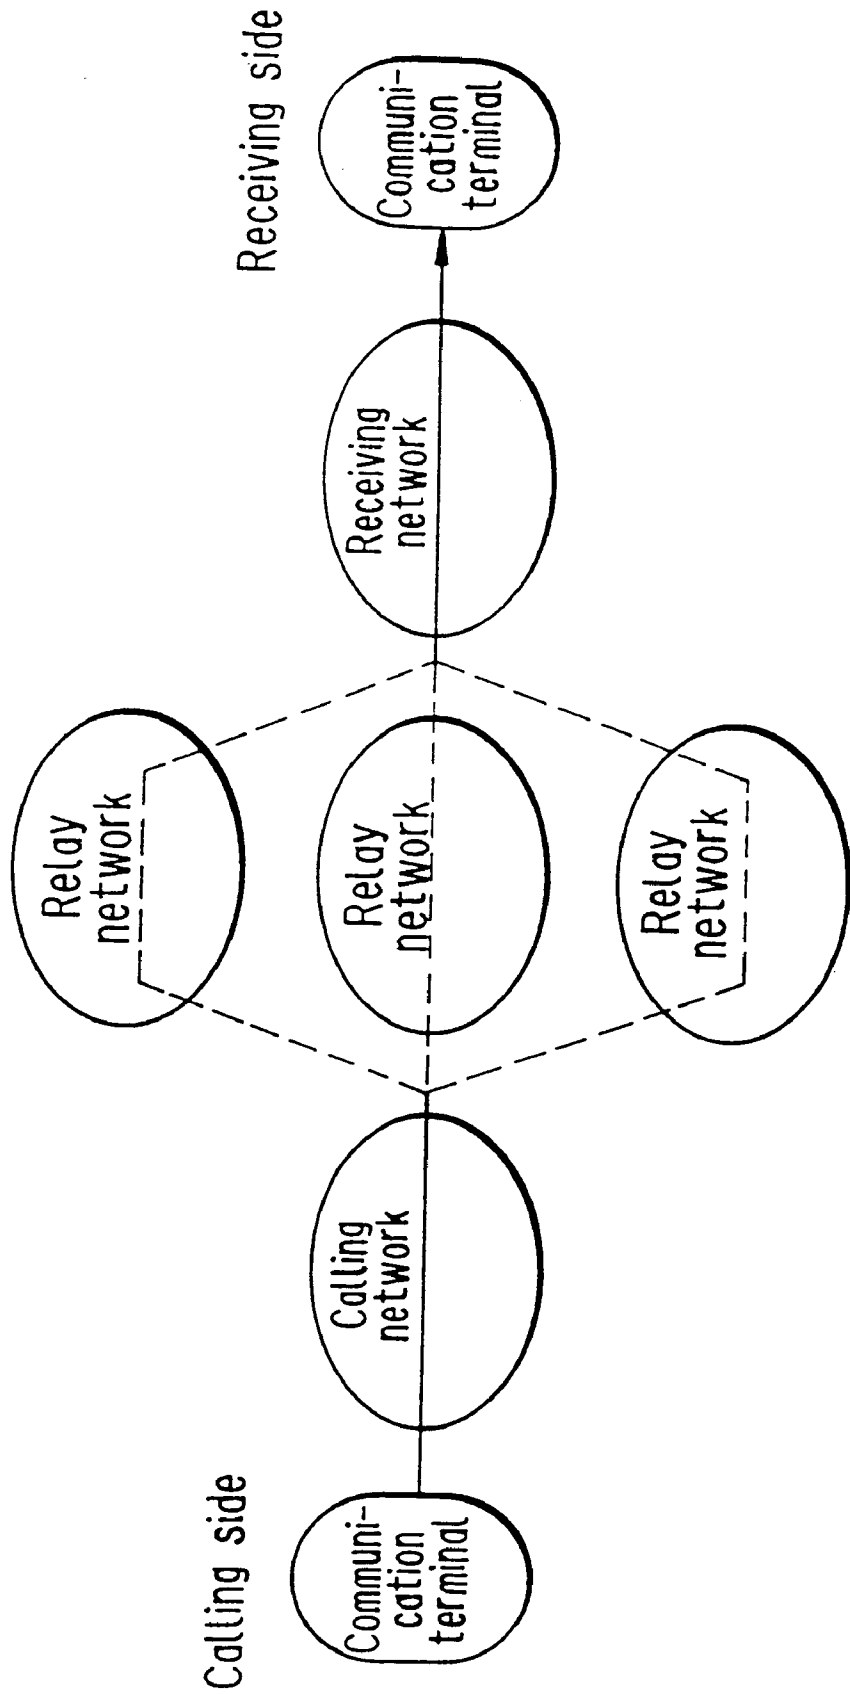 Calling side
Communi-
cation
terminal
Calling
network
Relay
network
Relay
network
Relay
network
Receiving
network
Receiving side
Communi-
cation
terminal